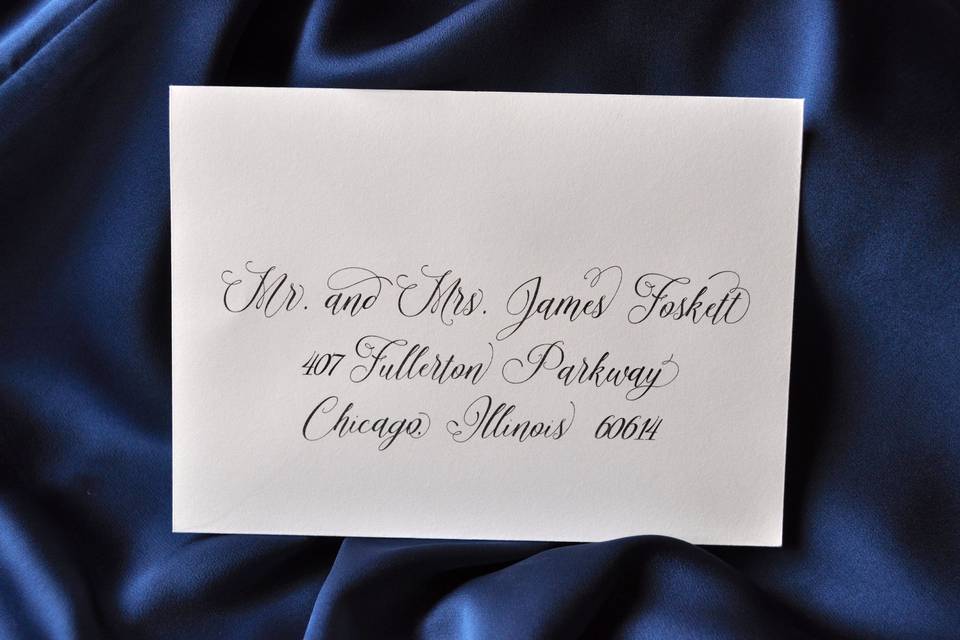 Mr. and Mrs. James Foskett
407 Fullerton Parkway
Chicago, Illinois 60614